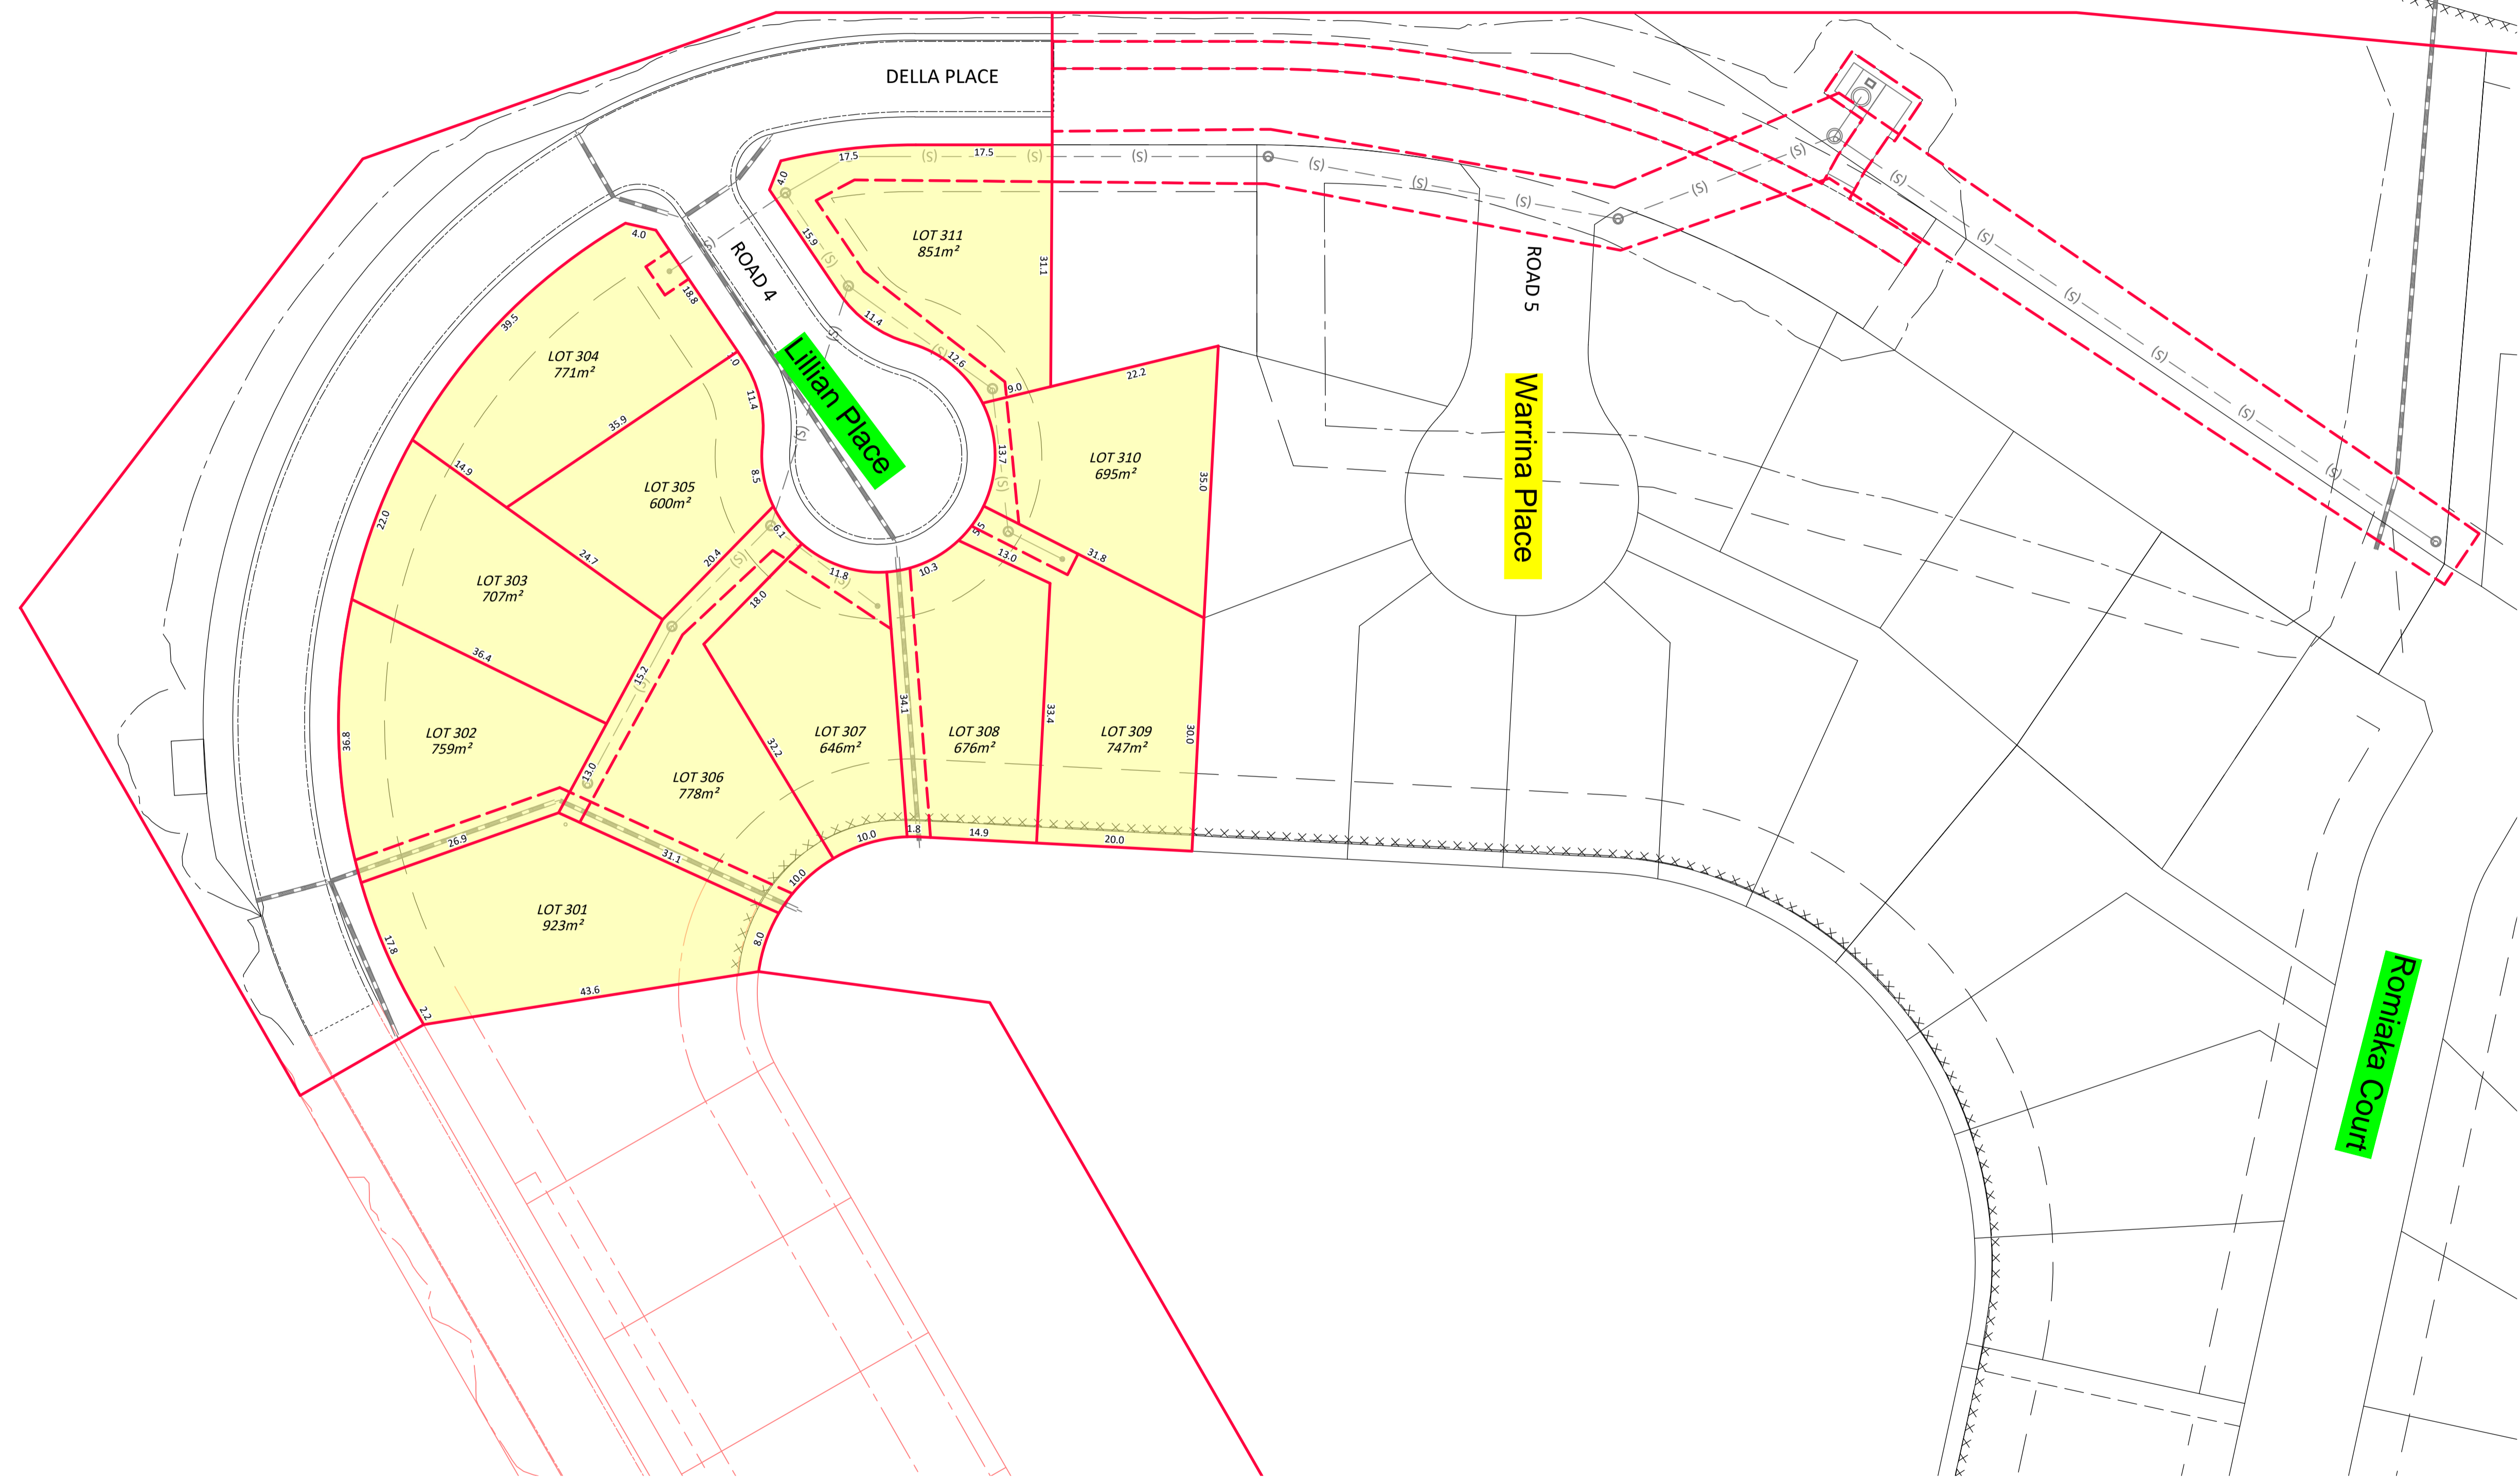 DELLA PLACE
17.5
(S)
(S)
17.5
(S)
(S)
(S)
(S)
(S)
(S)
(S)
4.0
4.0
15.9
(S)
(S)
LOT 311
851m²
31.1
ROAD 4
ROAD 5
(S)
(S)
(S)
(S)
(S)
18.8
39.5
11.4
(S)
(S)
12.6
9.0
22.2
LOT 304
771m²
Lillian Place
Warrina Place
11.4
35.9
(S)
14.9
8.5
13.7
(S)
LOT 310
695m²
35.0
LOT 305
600m²
22.0
6.1
5.5
24.7
20.4
(S)
13.0
31.8
11.8
(S)
10.3
LOT 303
707m²
18.0
36.4
15.2
(S)
34.1
33.4
30.0
LOT 302
759m²
36.8
32.2
LOT 307
646m²
LOT 308
676m²
LOT 309
747m²
13.0
LOT 306
778m²
26.9
31.1
10.0
10.0
1.8
14.9
20.0
LOT 301
923m²
17.8
8.0
43.6
2.2
Romiaka Court